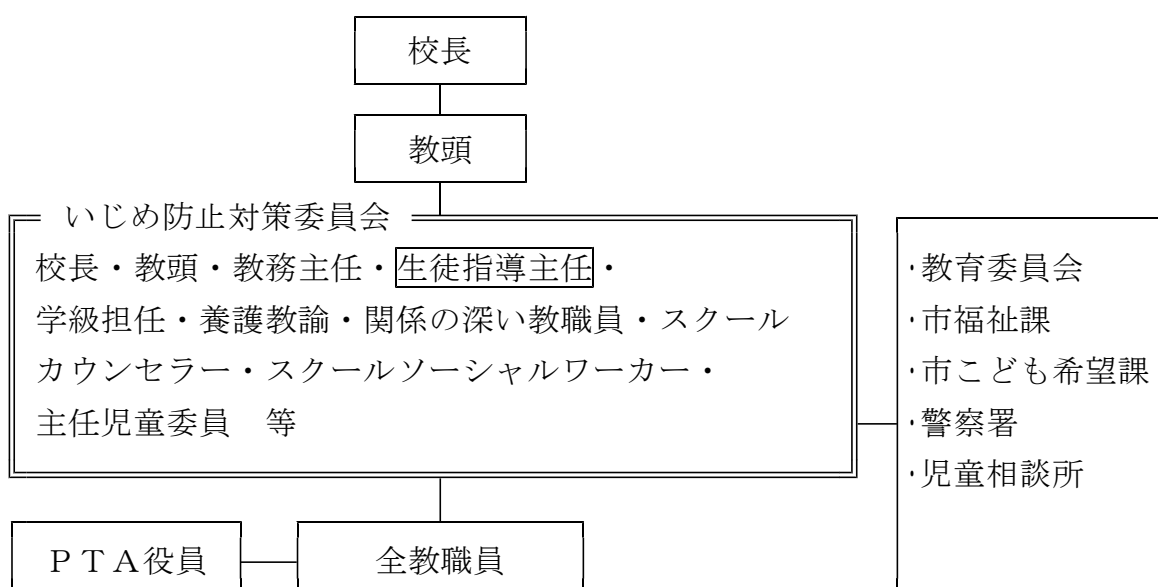 校長
教頭
いじめ防止対策委員会
校長・教頭・教務主任・生徒指導主任・
学級担任・養護教諭・関係の深い教職員・スクール
カウンセラー・スクールソーシャルワーカー・
主任児童委員　等
・教育委員会
・市福祉課
・市こども希望課
・警察署
・児童相談所
ＰＴＡ役員
全教職員